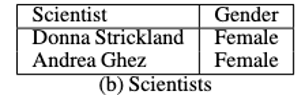 Scientist Gender
Donna Strickland Female
Andrea Ghez Female
(b) Scientists